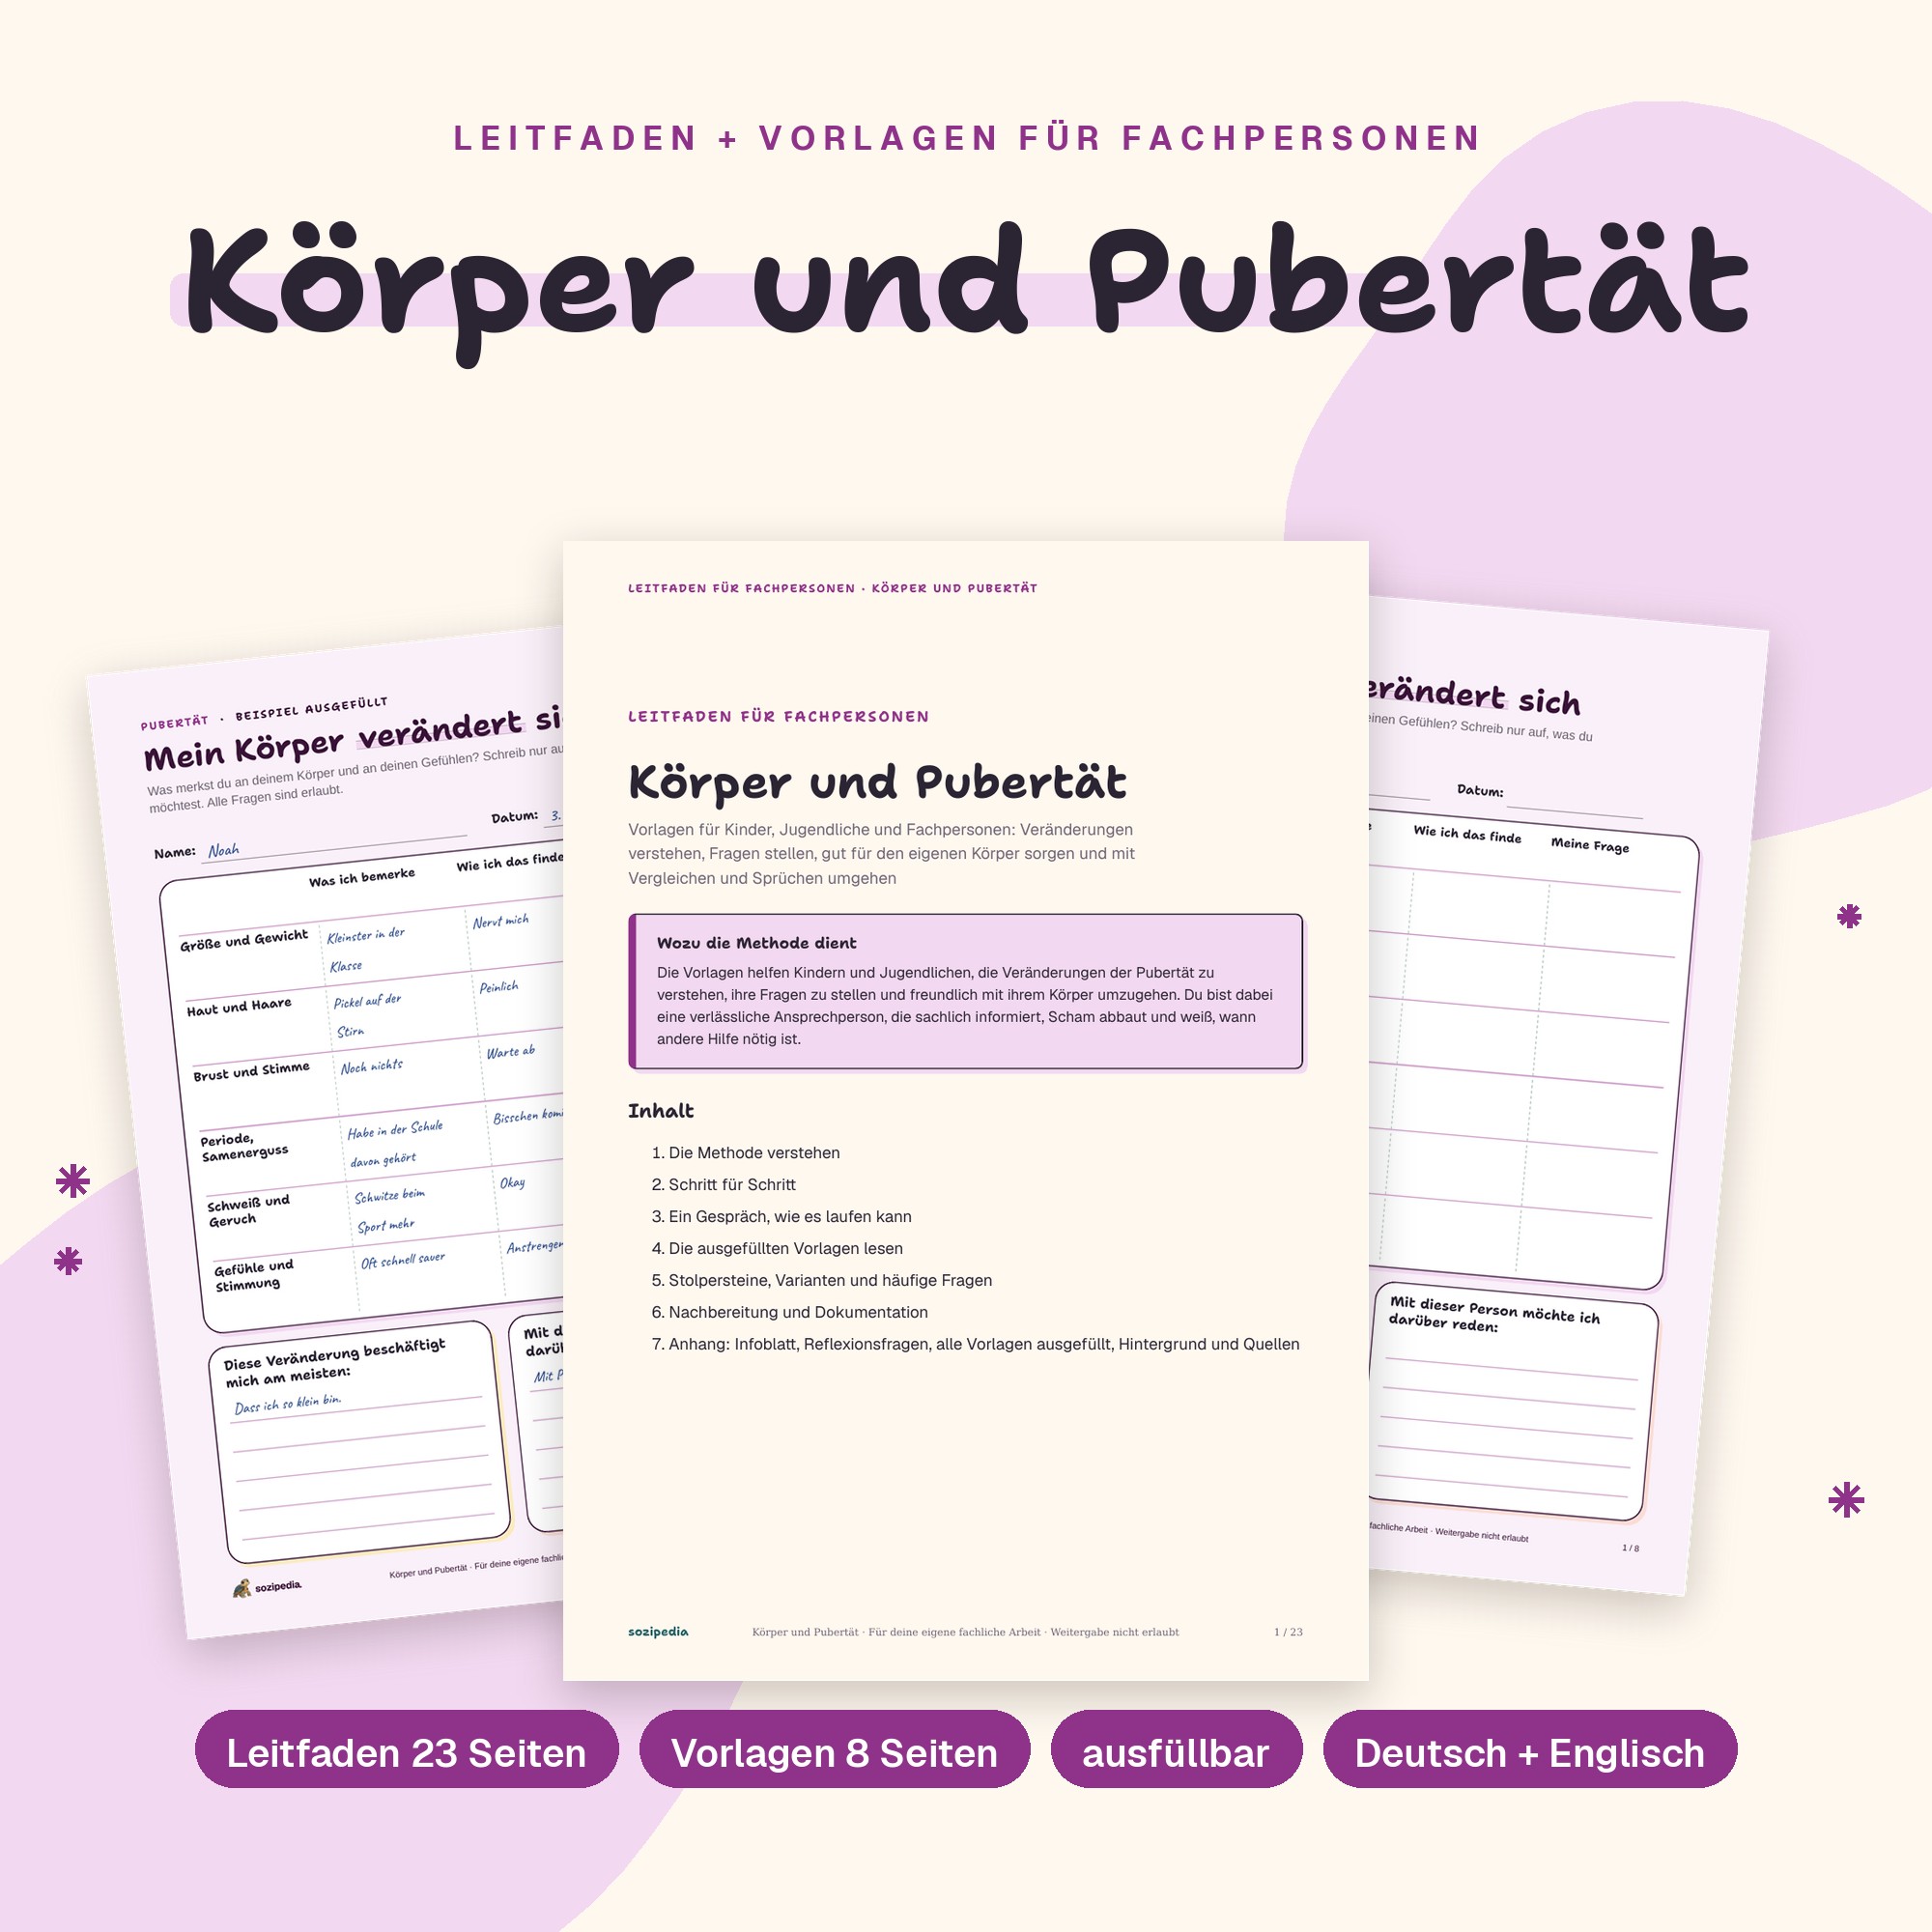 LEITFADEN + VORLAGEN FÜR FACHPERSONEN
Körper und Pubertät
PUBERTÄT · BEISPIEL AUSGEFÜLLT
Mein Körper verändert
Was merkst du an deinem Körper und an deinen Gefühlen? Schreib nur
möchtest. Alle Fragen sind erlaubt.
Name: Noah
Datum: 3.
Was ich bemerke
Wie ich das finde
Größe und Gewicht
Kleinster in der
Klasse
Nervt mich
Haut und Haare
Pickel auf der
Stirn
Peinlich
Brust und Stimme
Noch nichts
Warte ab
Periode,
Samenerguss
Habe in der Schule
davon gehört
Bisschen
Schweiß und
Geruch
Schwitze beim
Sport mehr
Okay
Gefühle und
Stimmung
Oft schnell sauer
Diese Veränderung beschäftigt
mich am meisten:
Dass ich so klein bin.
Mit
Mit
sozipedia
Körper und Pubertät · Für deine eigene
LEITFADEN FÜR FACHPERSONEN · KÖRPER UND PUBERTÄT
LEITFADEN FÜR FACHPERSONEN
Körper und Pubertät
Vorlagen für Kinder, Jugendliche und Fachpersonen: Veränderungen
verstehen, Fragen stellen, gut für den eigenen Körper sorgen und mit
Vergleichen und Sprüchen umgehen
Wozu die Methode dient
Die Vorlagen helfen Kindern und Jugendlichen, die Veränderungen der Pubertät zu
verstehen, ihre Fragen zu stellen und freundlich mit ihrem Körper umzugehen. Du bist dabei
eine verlässliche Ansprechperson, die sachlich informiert, Scham abbaut und weiß, wann
andere Hilfe nötig ist.
Inhalt
1. Die Methode verstehen
2. Schritt für Schritt
3. Ein Gespräch, wie es laufen kann
4. Die ausgefüllten Vorlagen lesen
5. Stolpersteine, Varianten und häufige Fragen
6. Nachbereitung und Dokumentation
7. Anhang: Infoblatt, Reflexionsfragen, alle Vorlagen ausgefüllt, Hintergrund und Quellen
sozipedia
Körper und Pubertät · Für deine eigene fachliche Arbeit · Weitergabe nicht erlaubt
1 / 23
sich
Gefühlen? Schreib nur auf, was du
Datum:
Wie ich das finde
Meine Frage
Mit dieser Person möchte ich
darüber reden:
fachliche Arbeit · Weitergabe nicht erlaubt
1 / 8
Leitfaden 23 Seiten
Vorlagen 8 Seiten
ausfüllbar
Deutsch + Englisch